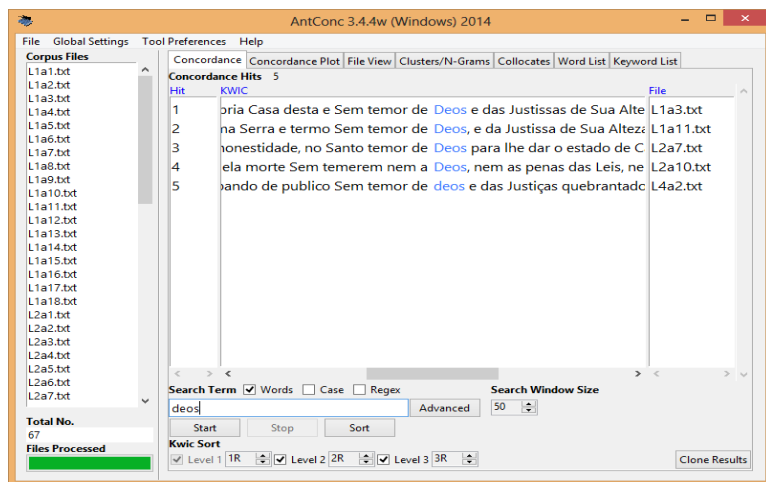 AntConc 3.4.4w (Windows) 2014
File Global Settings Tool Preferences Help
Corpus Files
L1a1.txt
L1a2.txt
L1a3.txt
L1a4.txt
L1a5.txt
L1a6.txt
L1a7.txt
L1a8.txt
L1a9.txt
L1a10.txt
L1a11.txt
L1a12.txt
L1a13.txt
L1a14.txt
L1a15.txt
L1a16.txt
L1a17.txt
L1a18.txt
L2a1.txt
L2a2.txt
L2a3.txt
L2a4.txt
L2a5.txt
L2a6.txt
L2a7.txt
Total No.
67
Files Processed
Concordance Concordance Plot File View Clusters/N-Grams Collocates Word List Keyword List
Concordance Hits 5
Hit KWIC File
1 oria Casa desta e Sem temor de Deos e das Justissas de Sua Alte L1a3.txt
2 na Serra e termo Sem temor de Deos, e da Justissa de Sua Alteza L1a11.txt
3 honestidade, no Santo temor de Deos para lhe dar o estado de C L2a7.txt
4 ela morte Sem temerem nem a Deos, nem as penas das Leis, ne L2a10.txt
5 bando de publico Sem temor de deos e das Justiças quebrantado L4a2.txt
Search Term Words Case Regex Search Window Size
deos Advanced 50
Start Stop Sort
Kwic Sort
Level 1 1R Level 2 2R Level 3 3R Clone Results